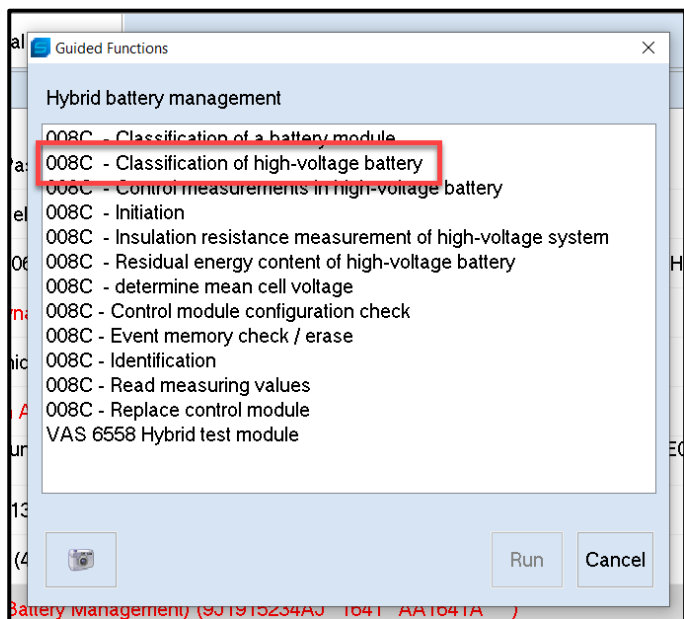 al
Guided Functions
Hybrid battery management
008C - Classification of a battery module
008C - Classification of high-voltage battery
008C - Control measurements in high-voltage battery
008C - Initiation
008C - Insulation resistance measurement of high-voltage system
008C - Residual energy content of high-voltage battery
008C - determine mean cell voltage
008C - Control module configuration check
008C - Event memory check / erase
008C - Identification
008C - Read measuring values
008C - Replace control module
VAS 6558 Hybrid test module
Run Cancel
Battery Management) (9J1915234AJ 1641 AA1641A )